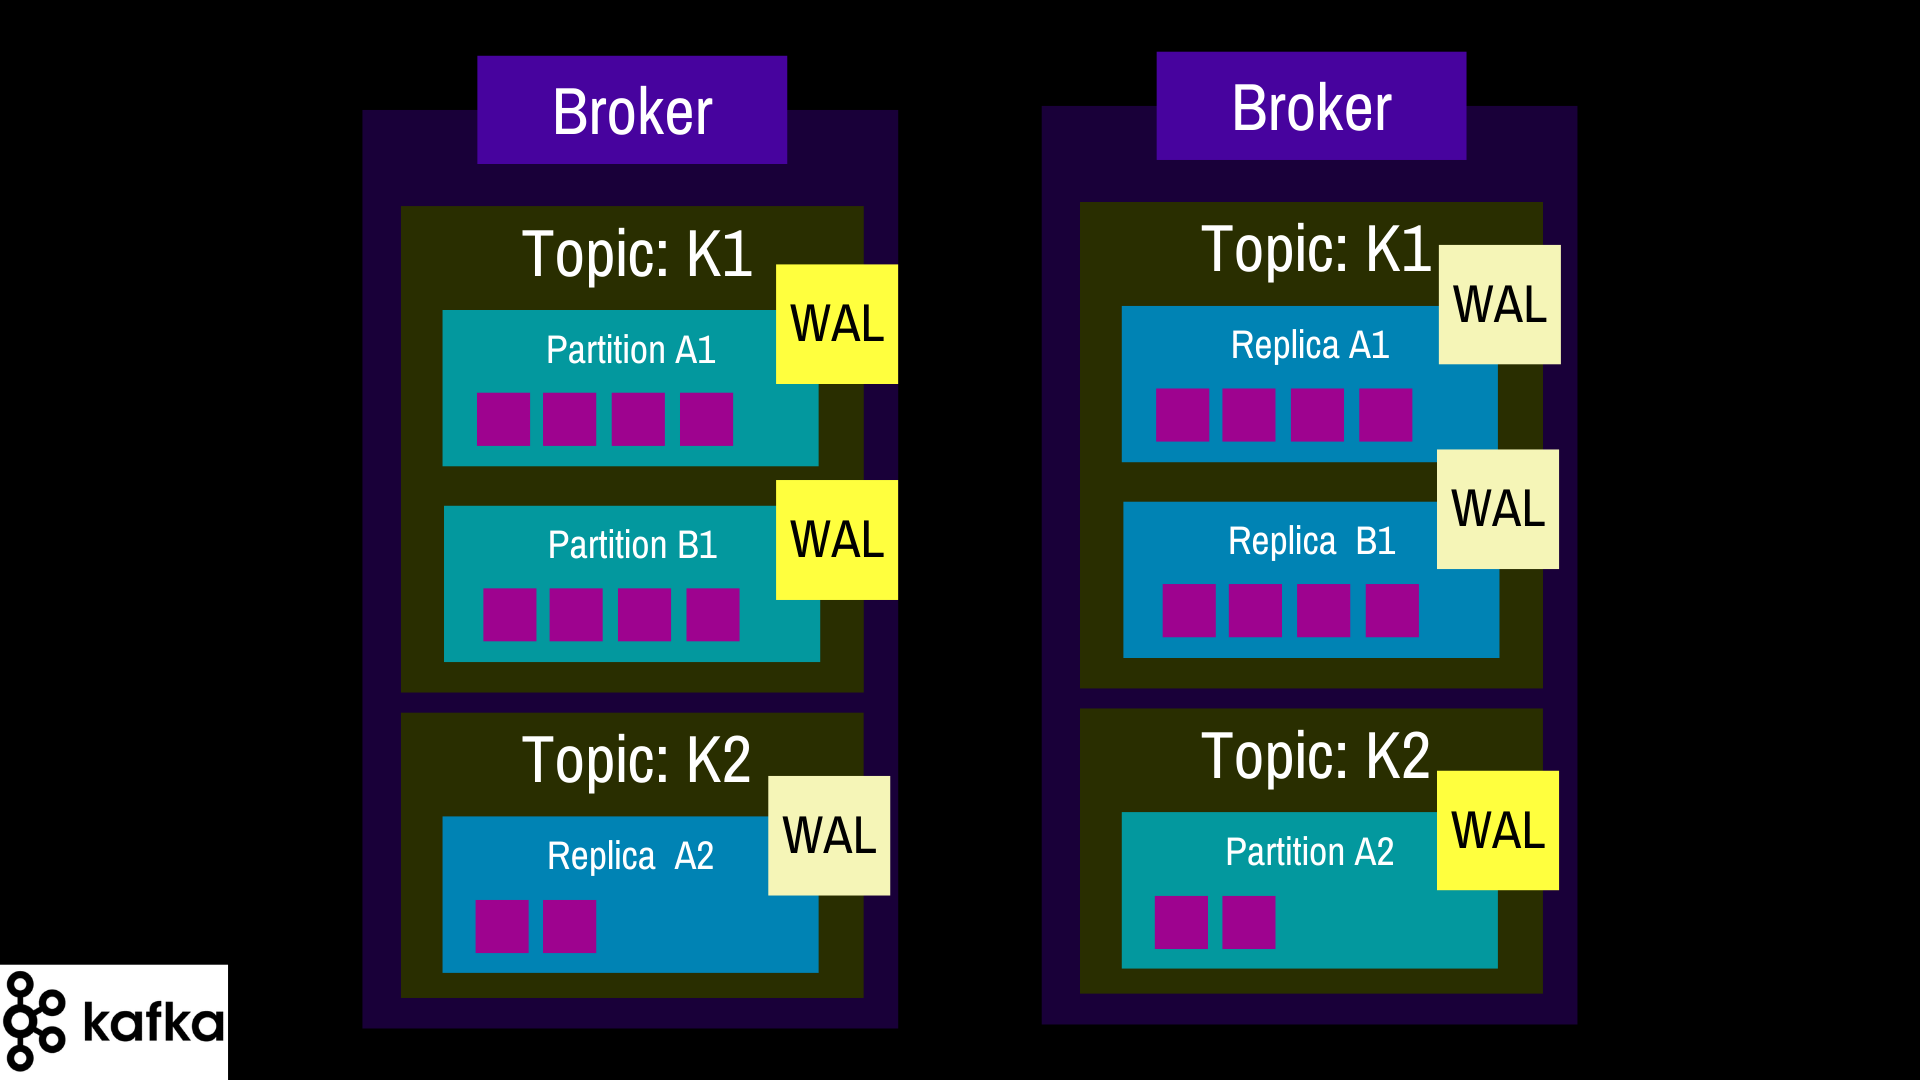 Broker
Topic: K1
WAL
Partition A1
WAL
Partition B1
Topic: K2
WAL
Replica A2
Broker
Topic: K1
WAL
Replica A1
WAL
Replica B1
Topic: K2
WAL
Partition A2
kafka